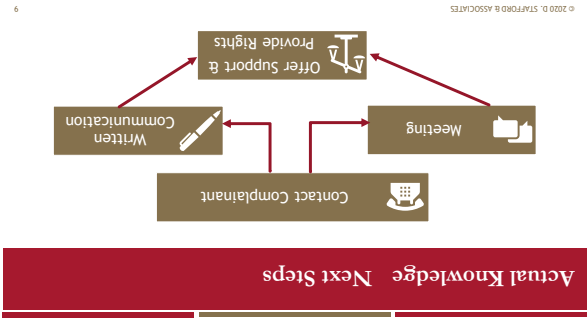 Actual Knowledge Next Steps
Contact Complainant
Meeting
Written
Communication
Offer Support &
Provide Rights
© 2020 D. STAFFORD & ASSOCIATES
9